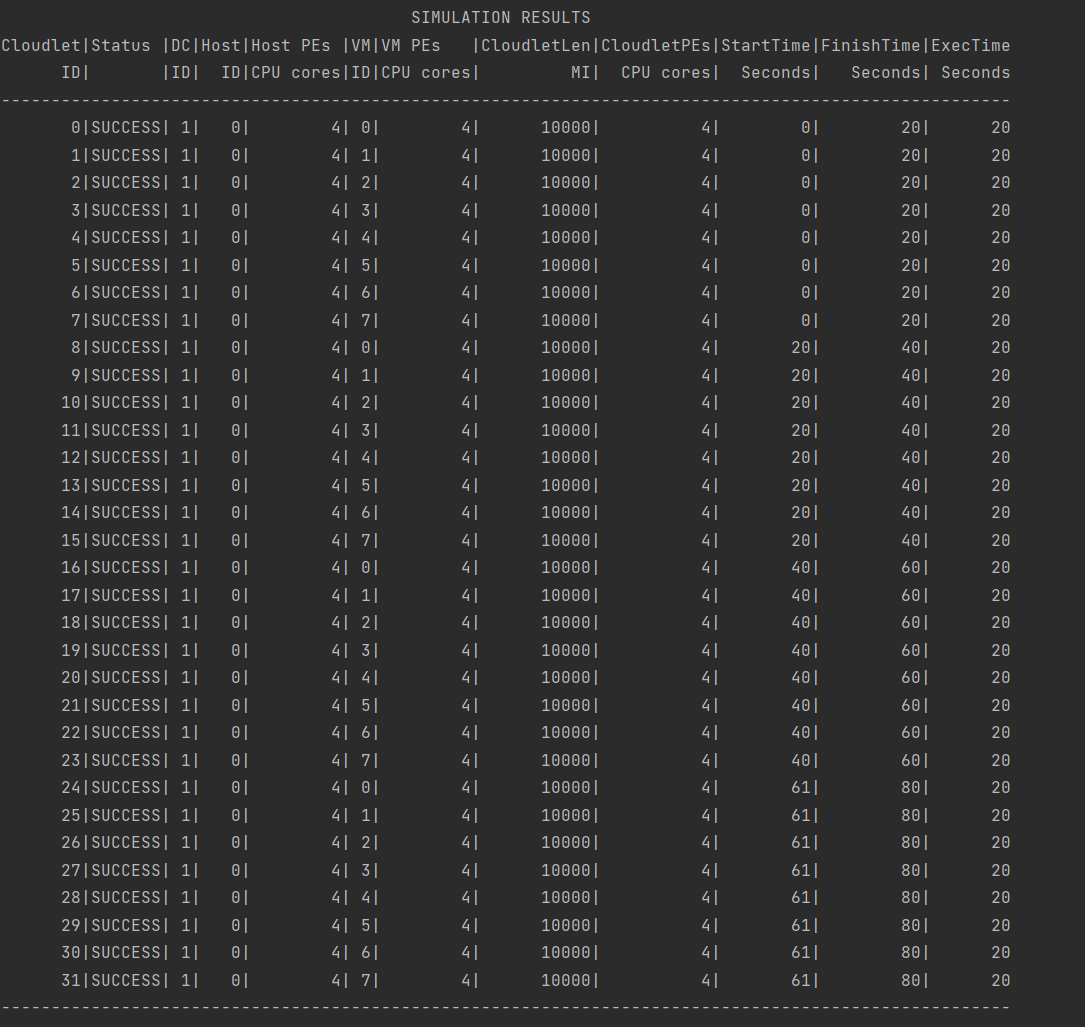 SIMULATION RESULTS
Cloudlet|Status |DC|Host|Host PEs |VM|VM PEs   |CloudletLen|CloudletPEs|StartTime|FinishTime|ExecTime
      ID|       |ID|  ID|CPU cores|ID|CPU cores|         MI|  CPU cores|  Seconds|   Seconds| Seconds
-----------------------------------------------------------------------------------------------------
       0|SUCCESS| 1|   0|        4| 0|        4|      10000|          4|        0|        20|      20
       1|SUCCESS| 1|   0|        4| 1|        4|      10000|          4|        0|        20|      20
       2|SUCCESS| 1|   0|        4| 2|        4|      10000|          4|        0|        20|      20
       3|SUCCESS| 1|   0|        4| 3|        4|      10000|          4|        0|        20|      20
       4|SUCCESS| 1|   0|        4| 4|        4|      10000|          4|        0|        20|      20
       5|SUCCESS| 1|   0|        4| 5|        4|      10000|          4|        0|        20|      20
       6|SUCCESS| 1|   0|        4| 6|        4|      10000|          4|        0|        20|      20
       7|SUCCESS| 1|   0|        4| 7|        4|      10000|          4|        0|        20|      20
       8|SUCCESS| 1|   0|        4| 0|        4|      10000|          4|       20|        40|      20
       9|SUCCESS| 1|   0|        4| 1|        4|      10000|          4|       20|        40|      20
      10|SUCCESS| 1|   0|        4| 2|        4|      10000|          4|       20|        40|      20
      11|SUCCESS| 1|   0|        4| 3|        4|      10000|          4|       20|        40|      20
      12|SUCCESS| 1|   0|        4| 4|        4|      10000|          4|       20|        40|      20
      13|SUCCESS| 1|   0|        4| 5|        4|      10000|          4|       20|        40|      20
      14|SUCCESS| 1|   0|        4| 6|        4|      10000|          4|       20|        40|      20
      15|SUCCESS| 1|   0|        4| 7|        4|      10000|          4|       20|        40|      20
      16|SUCCESS| 1|   0|        4| 0|        4|      10000|          4|       40|        60|      20
      17|SUCCESS| 1|   0|        4| 1|        4|      10000|          4|       40|        60|      20
      18|SUCCESS| 1|   0|        4| 2|        4|      10000|          4|       40|        60|      20
      19|SUCCESS| 1|   0|        4| 3|        4|      10000|          4|       40|        60|      20
      20|SUCCESS| 1|   0|        4| 4|        4|      10000|          4|       40|        60|      20
      21|SUCCESS| 1|   0|        4| 5|        4|      10000|          4|       40|        60|      20
      22|SUCCESS| 1|   0|        4| 6|        4|      10000|          4|       40|        60|      20
      23|SUCCESS| 1|   0|        4| 7|        4|      10000|          4|       40|        60|      20
      24|SUCCESS| 1|   0|        4| 0|        4|      10000|          4|       61|        80|      20
      25|SUCCESS| 1|   0|        4| 1|        4|      10000|          4|       61|        80|      20
      26|SUCCESS| 1|   0|        4| 2|        4|      10000|          4|       61|        80|      20
      27|SUCCESS| 1|   0|        4| 3|        4|      10000|          4|       61|        80|      20
      28|SUCCESS| 1|   0|        4| 4|        4|      10000|          4|       61|        80|      20
      29|SUCCESS| 1|   0|        4| 5|        4|      10000|          4|       61|        80|      20
      30|SUCCESS| 1|   0|        4| 6|        4|      10000|          4|       61|        80|      20
      31|SUCCESS| 1|   0|        4| 7|        4|      10000|          4|       61|        80|      20
-----------------------------------------------------------------------------------------------------